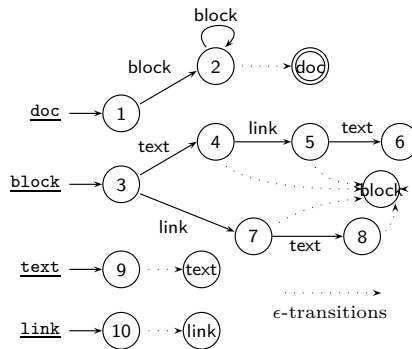 block
block 2 doc
doc 1
text 4 link 5 text 6
block 3 block
link 7 text 8
text 9 text
ϵ-transitions
link 10 link